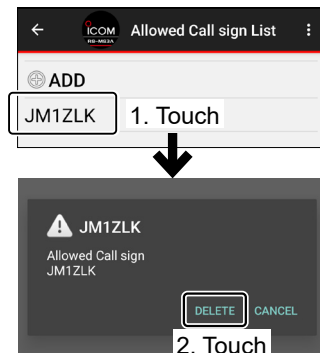 ICOM
RS-MS3A
Allowed Call sign List
ADD
JM1ZLK
1. Touch
JM1ZLK
Allowed Call sign
JM1ZLK
DELETE CANCEL
2. Touch